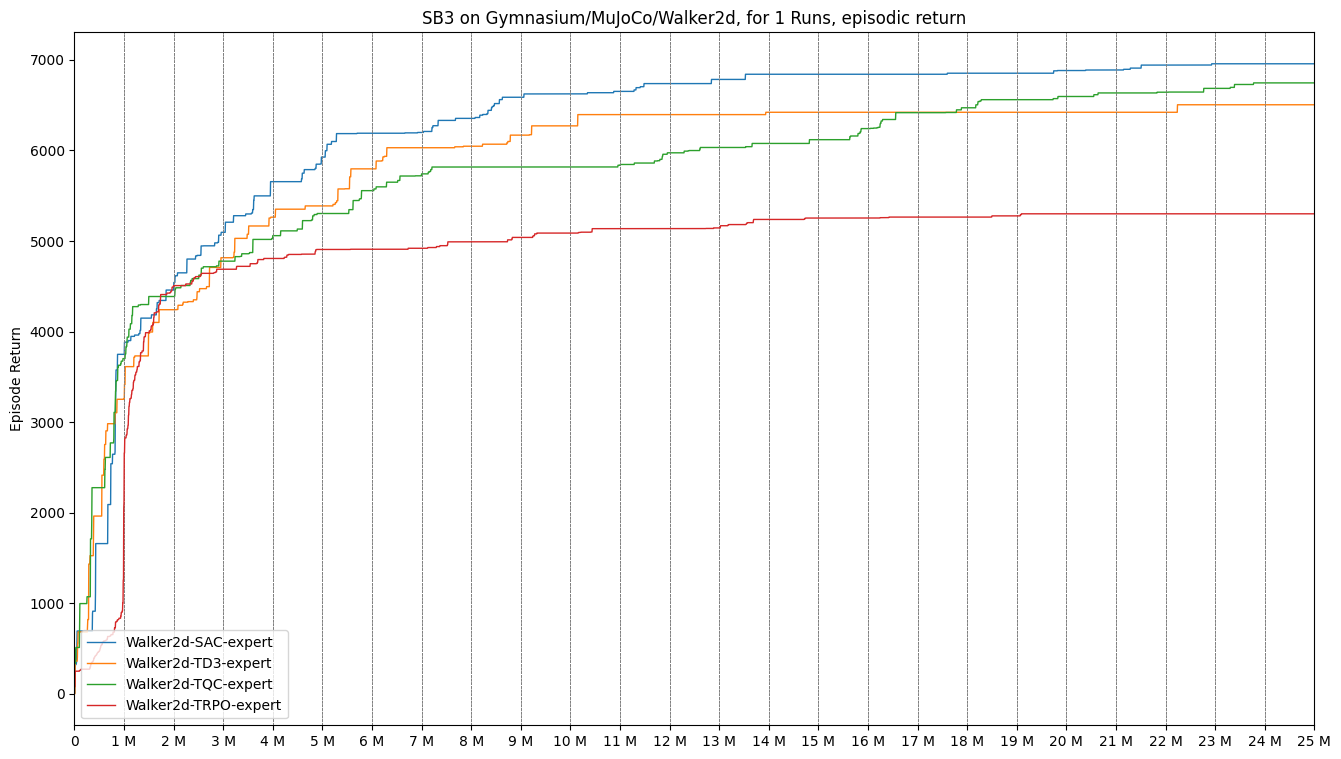 SB3 on Gymnasium/MuJoCo/Walker2d, for 1 Runs, episodic return
Episode Return
7000
6000
5000
4000
3000
2000
1000
0
Walker2d-SAC-expert
Walker2d-TD3-expert
Walker2d-TQC-expert
Walker2d-TRPO-expert
0 1 M 2 M 3 M 4 M 5 M 6 M 7 M 8 M 9 M 10 M 11 M 12 M 13 M 14 M 15 M 16 M 17 M 18 M 19 M 20 M 21 M 22 M 23 M 24 M 25 M